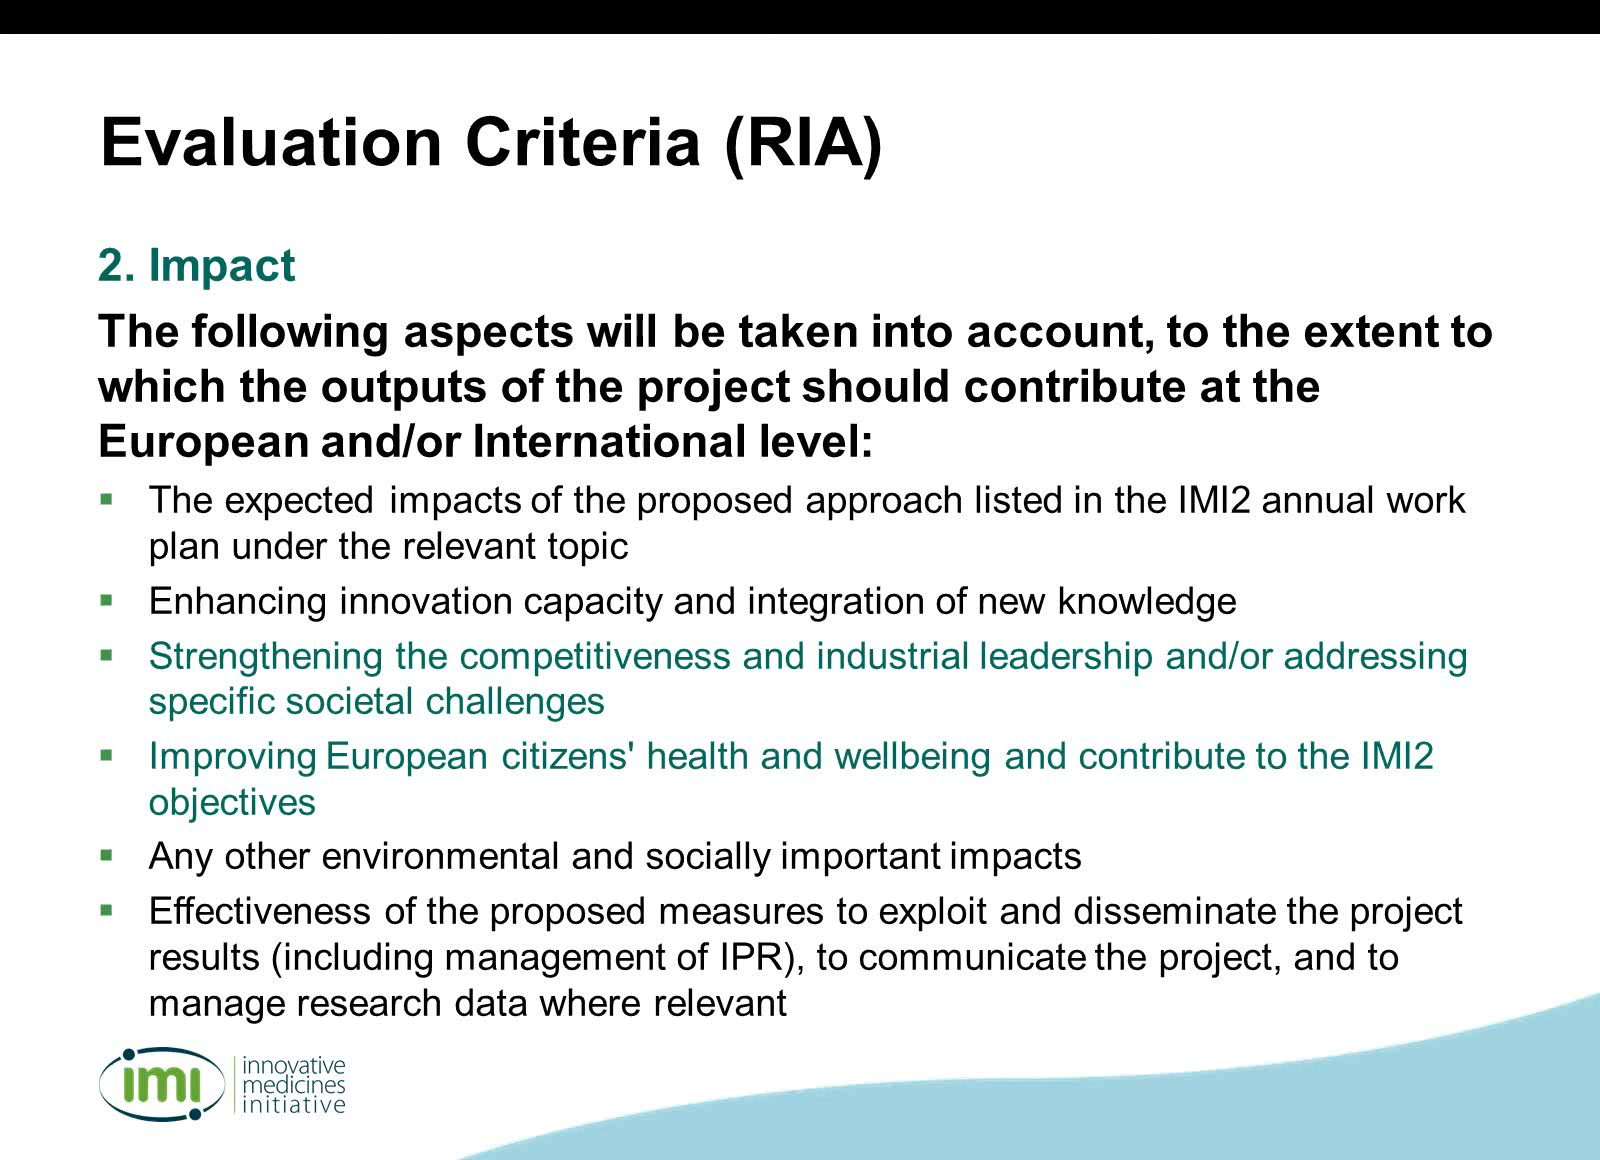 Evaluation Criteria (RIA)
2. Impact
The following aspects will be taken into account, to the extent to
which the outputs of the project should contribute at the
European and/or International level:
▪ The expected impacts of the proposed approach listed in the IMI2 annual work
plan under the relevant topic
▪ Enhancing innovation capacity and integration of new knowledge
▪ Strengthening the competitiveness and industrial leadership and/or addressing
specific societal challenges
▪ Improving European citizens' health and wellbeing and contribute to the IMI2
objectives
▪ Any other environmental and socially important impacts
▪ Effectiveness of the proposed measures to exploit and disseminate the project
results (including management of IPR), to communicate the project, and to
manage research data where relevant
imi
innovative
medicines
initiative